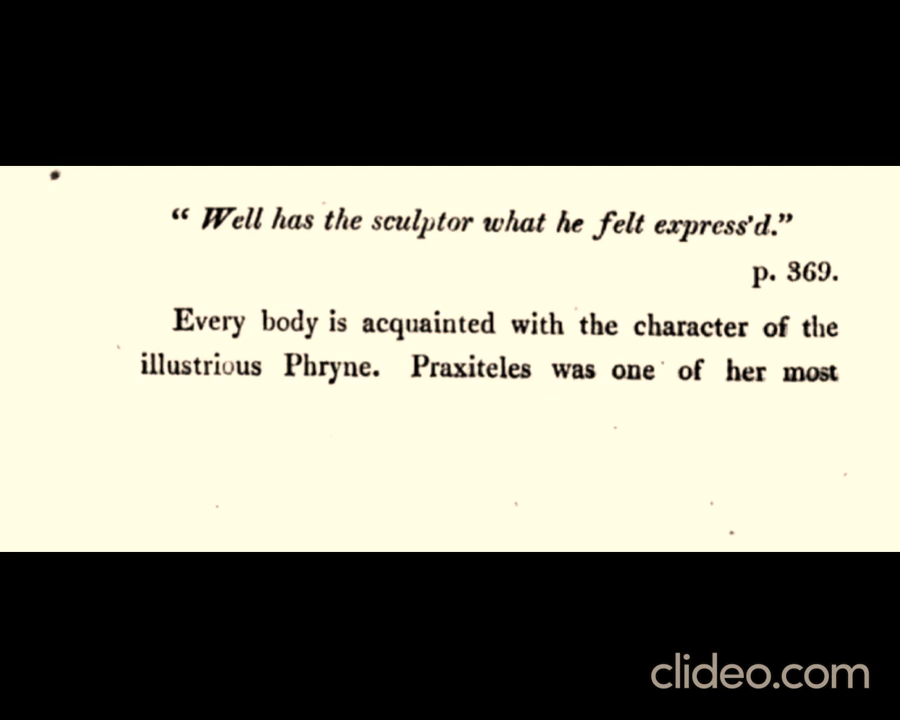 “ Well has the sculptor what he felt express’d.”
p. 369.
Every body is acquainted with the character of the
illustrious Phryne. Praxiteles was one of her most
clideo.com